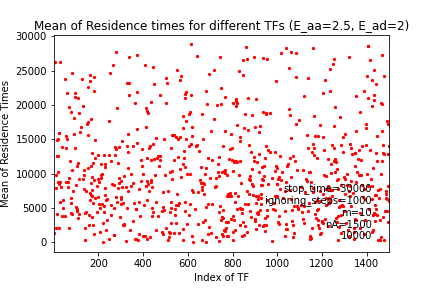 Mean of Residence times for different TFs (E_aa=2.5, E_ad=2)
30000
25000
20000
15000
10000
5000
0
Mean of Residence Times
stop_time=30000
ignoring_steps=1000
m=10
nA=1500
10000
200
400
600
800
1000
1200
1400
Index of TF